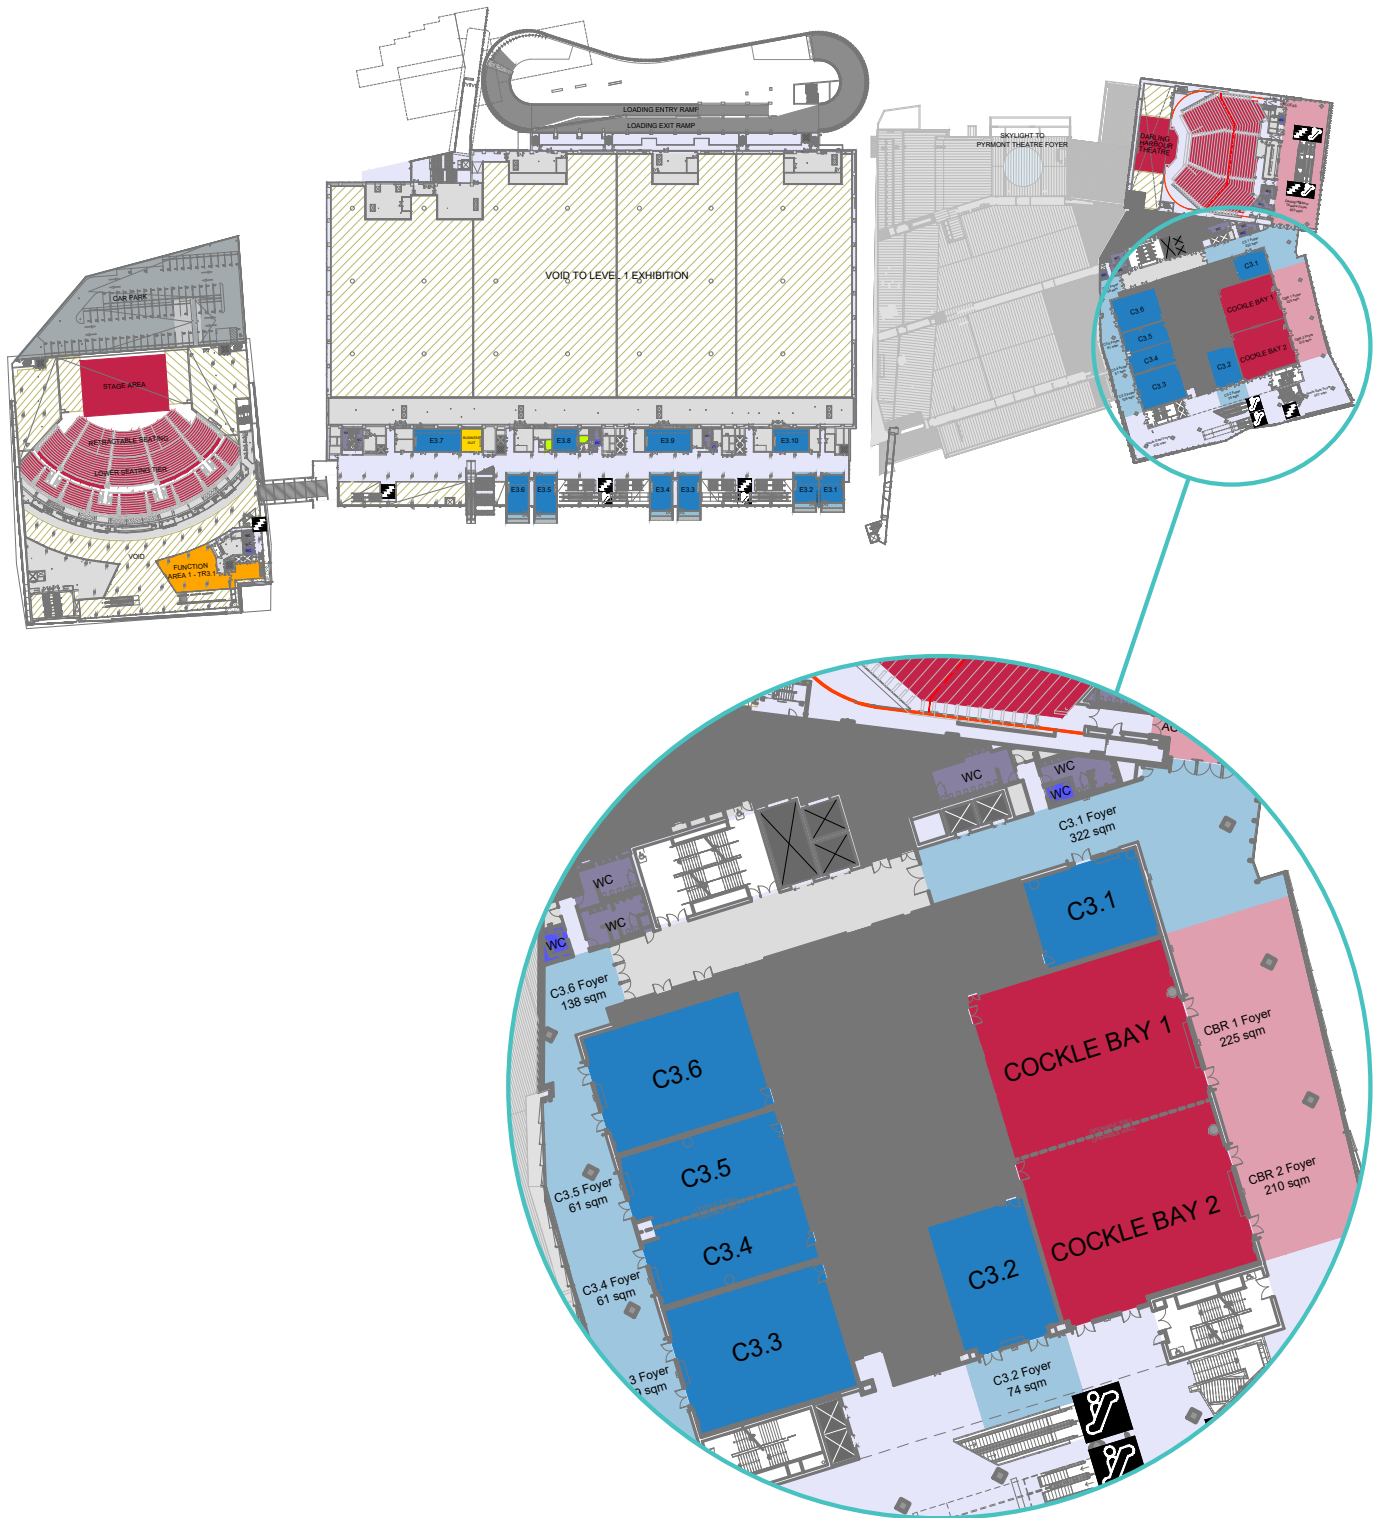 LOADING ENTRY RAMP
LOADING EXIT RAMP
SKYLIGHT TO
PYRMONT THEATRE FOYER
DARLING
HARBOUR
THEATRE
VOID TO LEVEL 1 EXHIBITION
CAR PARK
STAGE AREA
RETRACTABLE SEATING
LOWER SEATING TIER
VOID
FUNCTION
AREA 1 - TR3.1
E3.7
E3.8
E3.9
E3.10
E3.6
E3.5
E3.4
E3.3
E3.2
E3.1
C3.1
COCKLE BAY 1
COCKLE BAY 2
C3.6
C3.5
C3.4
C3.3
C3.2
WC
WC
WC
C3.1 Foyer
322 sqm
WC
WC
WC
C3.1
C3.6 Foyer
138 sqm
COCKLE BAY 1
CBR 1 Foyer
225 sqm
C3.6
C3.5
C3.5 Foyer
61 sqm
CBR 2 Foyer
210 sqm
COCKLE BAY 2
C3.4
C3.4 Foyer
61 sqm
C3.2
C3.3
3 Foyer
9 sqm
C3.2 Foyer
74 sqm